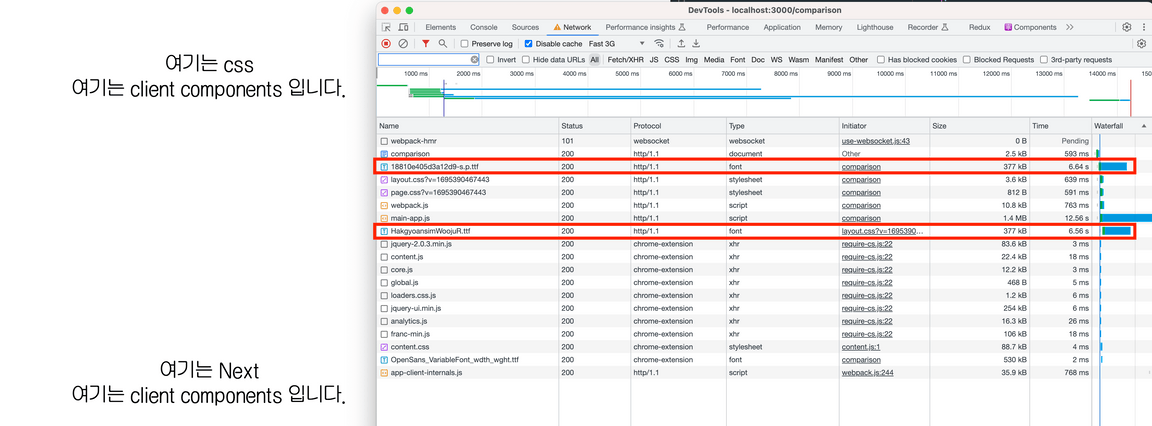 여기는 css
여기는 client components 입니다.
여기는 Next
여기는 client components 입니다.
DevTools - localhost:3000/comparison
Elements Console Sources Network Performance insights Performance Memory Lighthouse Recorder Redux Components
Preserve log Disable cache Fast 3G
Invert Hide data URLs All Fetch/XHR JS CSS Img Media Font Doc WS Wasm Manifest Other Has blocked cookies Blocked Requests 3rd-party requests
1000 ms 2000 ms 3000 ms 4000 ms 5000 ms 6000 ms 7000 ms 8000 ms 9000 ms 10000 ms 11000 ms 12000 ms 13000 ms 14000 ms 15000 ms
Name Status Protocol Type Initiator Size Time Waterfall
webpack-hmr 101 websocket websocket use-websocket.js:43 0 B Pending
comparison 200 http/1.1 document Other 2.5 kB 593 ms
18810e405d3a12d9-s.p.ttf 200 http/1.1 font comparison 377 kB 6.64 s
layout.css?v=1695390467443 200 http/1.1 stylesheet comparison 3.6 kB 639 ms
page.css?v=1695390467443 200 http/1.1 stylesheet comparison 812 B 591 ms
webpack.js 200 http/1.1 script comparison 10.8 kB 763 ms
main-app.js 200 http/1.1 script comparison 1.4 MB 12.56 s
HakgyoansimWoojuR.ttf 200 http/1.1 font layout.css?v=1695390... 377 kB 6.56 s
jquery-2.0.3.min.js 200 chrome-extension xhr require-cs.js:22 83.6 kB 3 ms
content.js 200 chrome-extension xhr require-cs.js:22 22.4 kB 18 ms
core.js 200 chrome-extension xhr require-cs.js:22 12.2 kB 3 ms
global.js 200 chrome-extension xhr require-cs.js:22 468 B 5 ms
loaders.css.js 200 chrome-extension xhr require-cs.js:22 1.2 kB 6 ms
jquery-ui.min.js 200 chrome-extension xhr require-cs.js:22 254 kB 6 ms
analytics.js 200 chrome-extension xhr require-cs.js:22 16.3 kB 26 ms
franc-min.js 200 chrome-extension xhr require-cs.js:22 106 kB 18 ms
content.css 200 chrome-extension stylesheet content.js:1 88.7 kB 4 ms
OpenSans_VariableFont_wdth_wght.ttf 200 chrome-extension font comparison 530 kB 2 ms
app-client-internals.js 200 http/1.1 script webpack.js:244 35.9 kB 768 ms